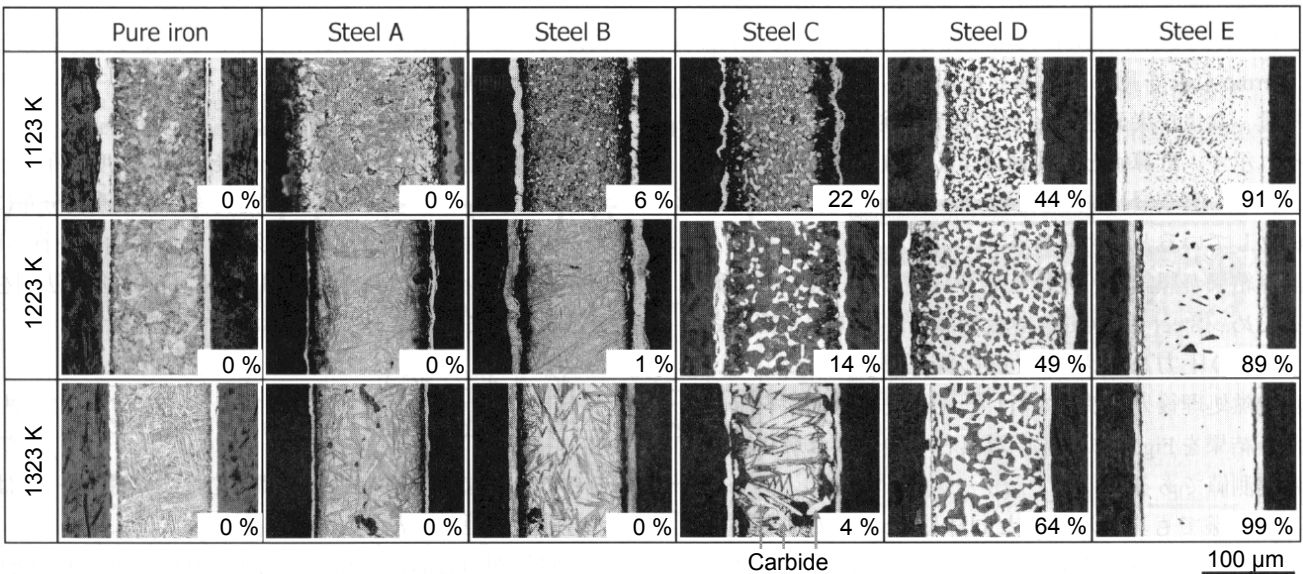 Pure iron Steel A Steel B Steel C Steel D Steel E
1123 K
0 % 0 % 6 % 22 % 44 % 91 %
1223 K
0 % 0 % 1 % 14 % 49 % 89 %
1323 K
0 % 0 % 0 % 4 % 64 % 99 %
Carbide
100 µm